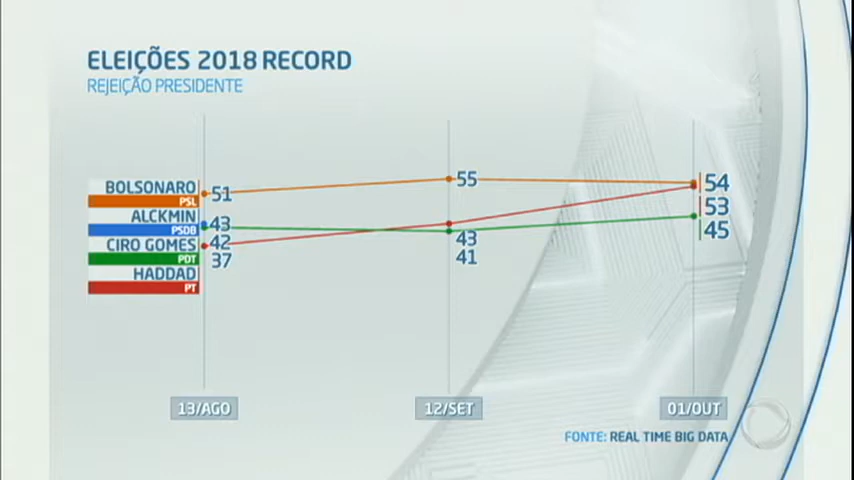 ELEIÇÕES 2018 RECORD
REJEIÇÃO PRESIDENTE
BOLSONARO
PSL
ALCKMIN
PSDB
CIRO GOMES
PDT
HADDAD
PT
51
43
42
37
55
43
41
54
53
45
13/AGO
12/SET
01/OUT
FONTE: REAL TIME BIG DATA